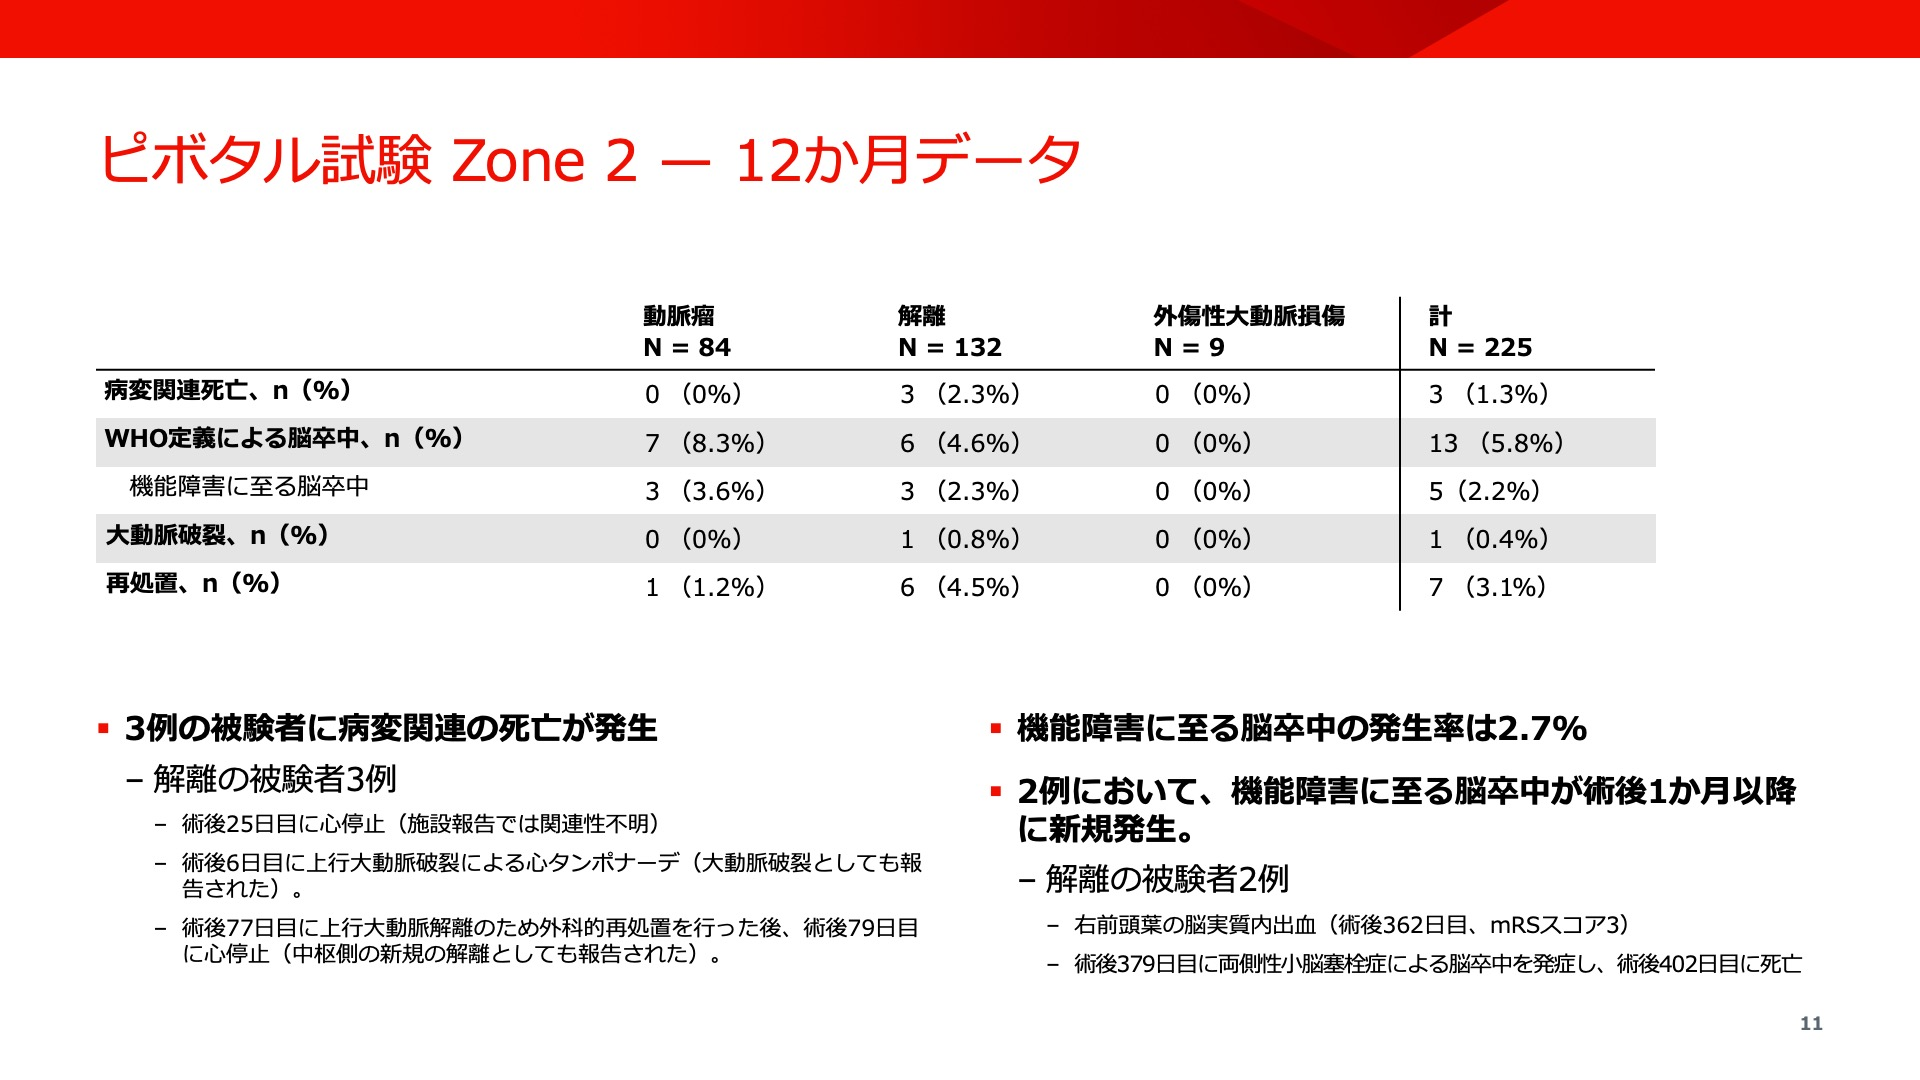 ピボタル試験 Zone 2 ー 12か月データ
動脈瘤 解離 外傷性大動脈損傷 計
N = 84 N = 132 N = 9 N = 225
病変関連死亡、n（%） 0 （0%） 3 （2.3%） 0 （0%） 3 （1.3%）
WHO定義による脳卒中、n（%） 7 （8.3%） 6 （4.6%） 0 （0%） 13 （5.8%）
機能障害に至る脳卒中 3 （3.6%） 3 （2.3%） 0 （0%） 5（2.2%）
大動脈破裂、n（%） 0 （0%） 1 （0.8%） 0 （0%） 1 （0.4%）
再処置、n（%） 1 （1.2%） 6 （4.5%） 0 （0%） 7 （3.1%）
▪ 3例の被験者に病変関連の死亡が発生
– 解離の被験者3例
– 術後25日目に心停止（施設報告では関連性不明）
– 術後6日目に上行大動脈破裂による心タンポナーデ（大動脈破裂としても報
告された）。
– 術後77日目に上行大動脈解離のため外科的再処置を行った後、術後79日目
に心停止（中枢側の新規の解離としても報告された）。
▪ 機能障害に至る脳卒中の発生率は2.7%
▪ 2例において、機能障害に至る脳卒中が術後1か月以降
に新規発生。
– 解離の被験者2例
– 右前頭葉の脳実質内出血（術後362日目、mRSスコア3）
– 術後379日目に両側性小脳塞栓症による脳卒中を発症し、術後402日目に死亡
11